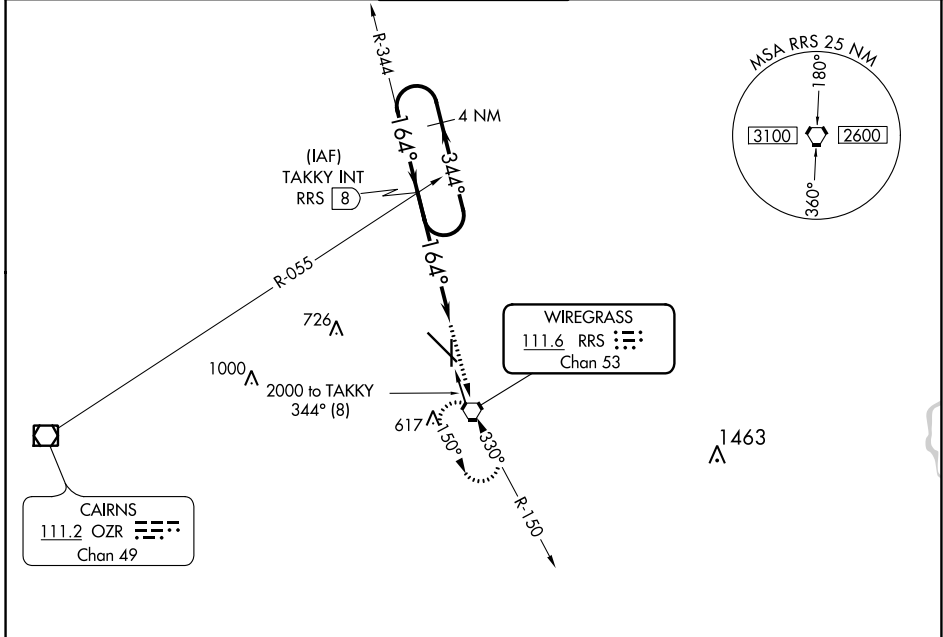 R-344
MSA RRS 25 NM
180°
3100
2600
360°
4 NM
164°
344°
(IAF)
TAKKY INT
RRS 8
164°
R-055
726
1000
WIREGRASS
111.6 RRS
Chan 53
2000 to TAKKY
344° (8)
617
150°
330°
R-150
1463
CAIRNS
111.2 OZR
Chan 49